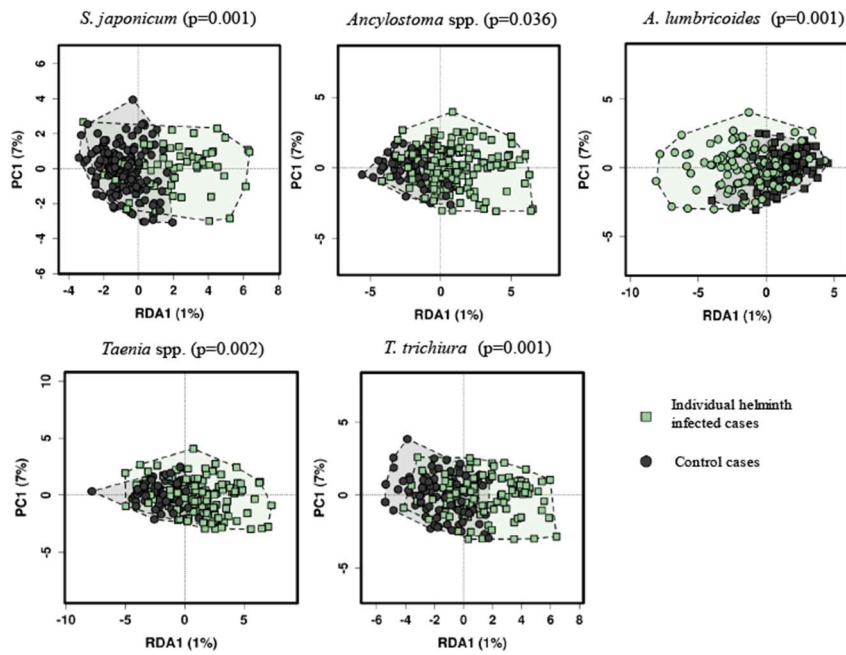 S. japonicum (p=0.001)
Ancylostoma spp. (p=0.036)
A. lumbricoides (p=0.001)
PC1 (7%)
6
4
2
0
-2
-4
-6
-4 -2 0 2 4 6 8
RDA1 (1%)
PC1 (7%)
5
0
-5
-5 0 5
RDA1 (1%)
PC1 (7%)
5
0
-5
-10 -5 0 5
RDA1 (1%)
Taenia spp. (p=0.002)
T. trichiura (p=0.001)
PC1 (7%)
10
5
0
-5
-10 -5 0 5
RDA1 (1%)
PC1 (7%)
5
0
-5
-6 -4 -2 0 2 4 6 8
RDA1 (1%)
Individual helminth
infected cases
Control cases